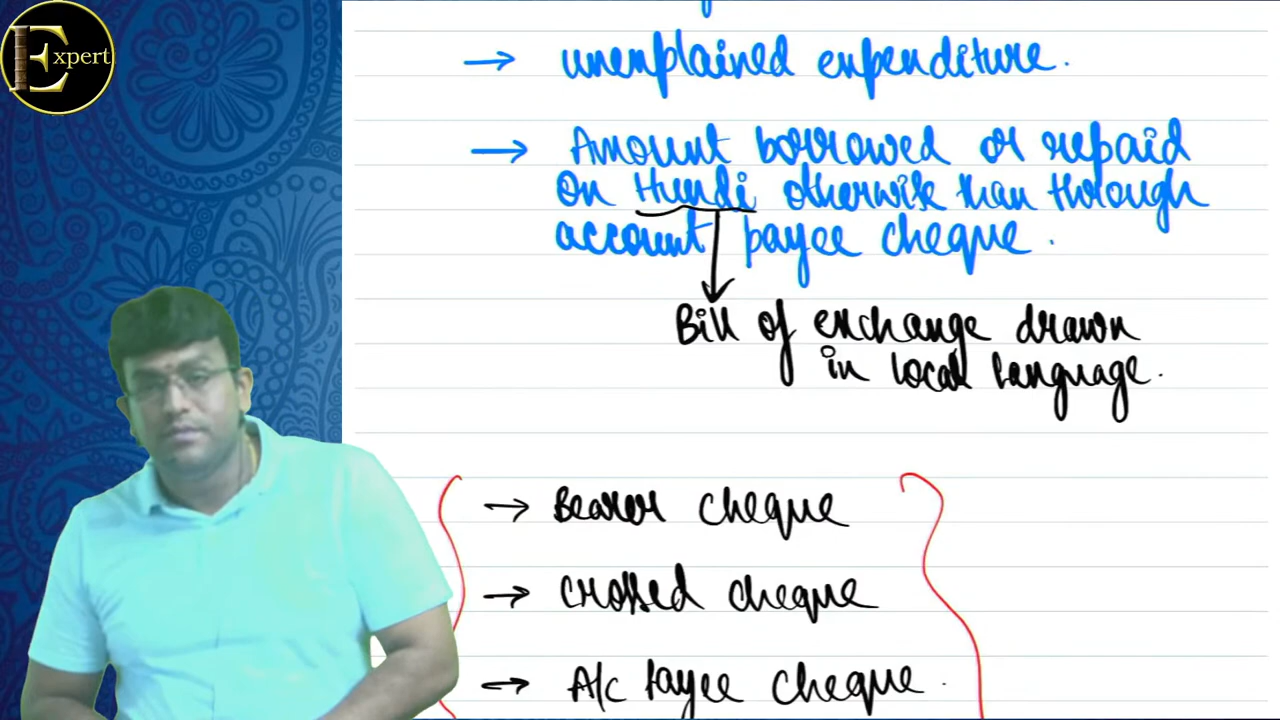 Expert
→ unexplained expenditure.
→ Amount borrowed or repaid
on Hundi otherwise than through
account payee cheque.
Bill of exchange drawn
in local language.
→ Bearer cheque
→ crossed cheque
→ A/c Payee cheque.